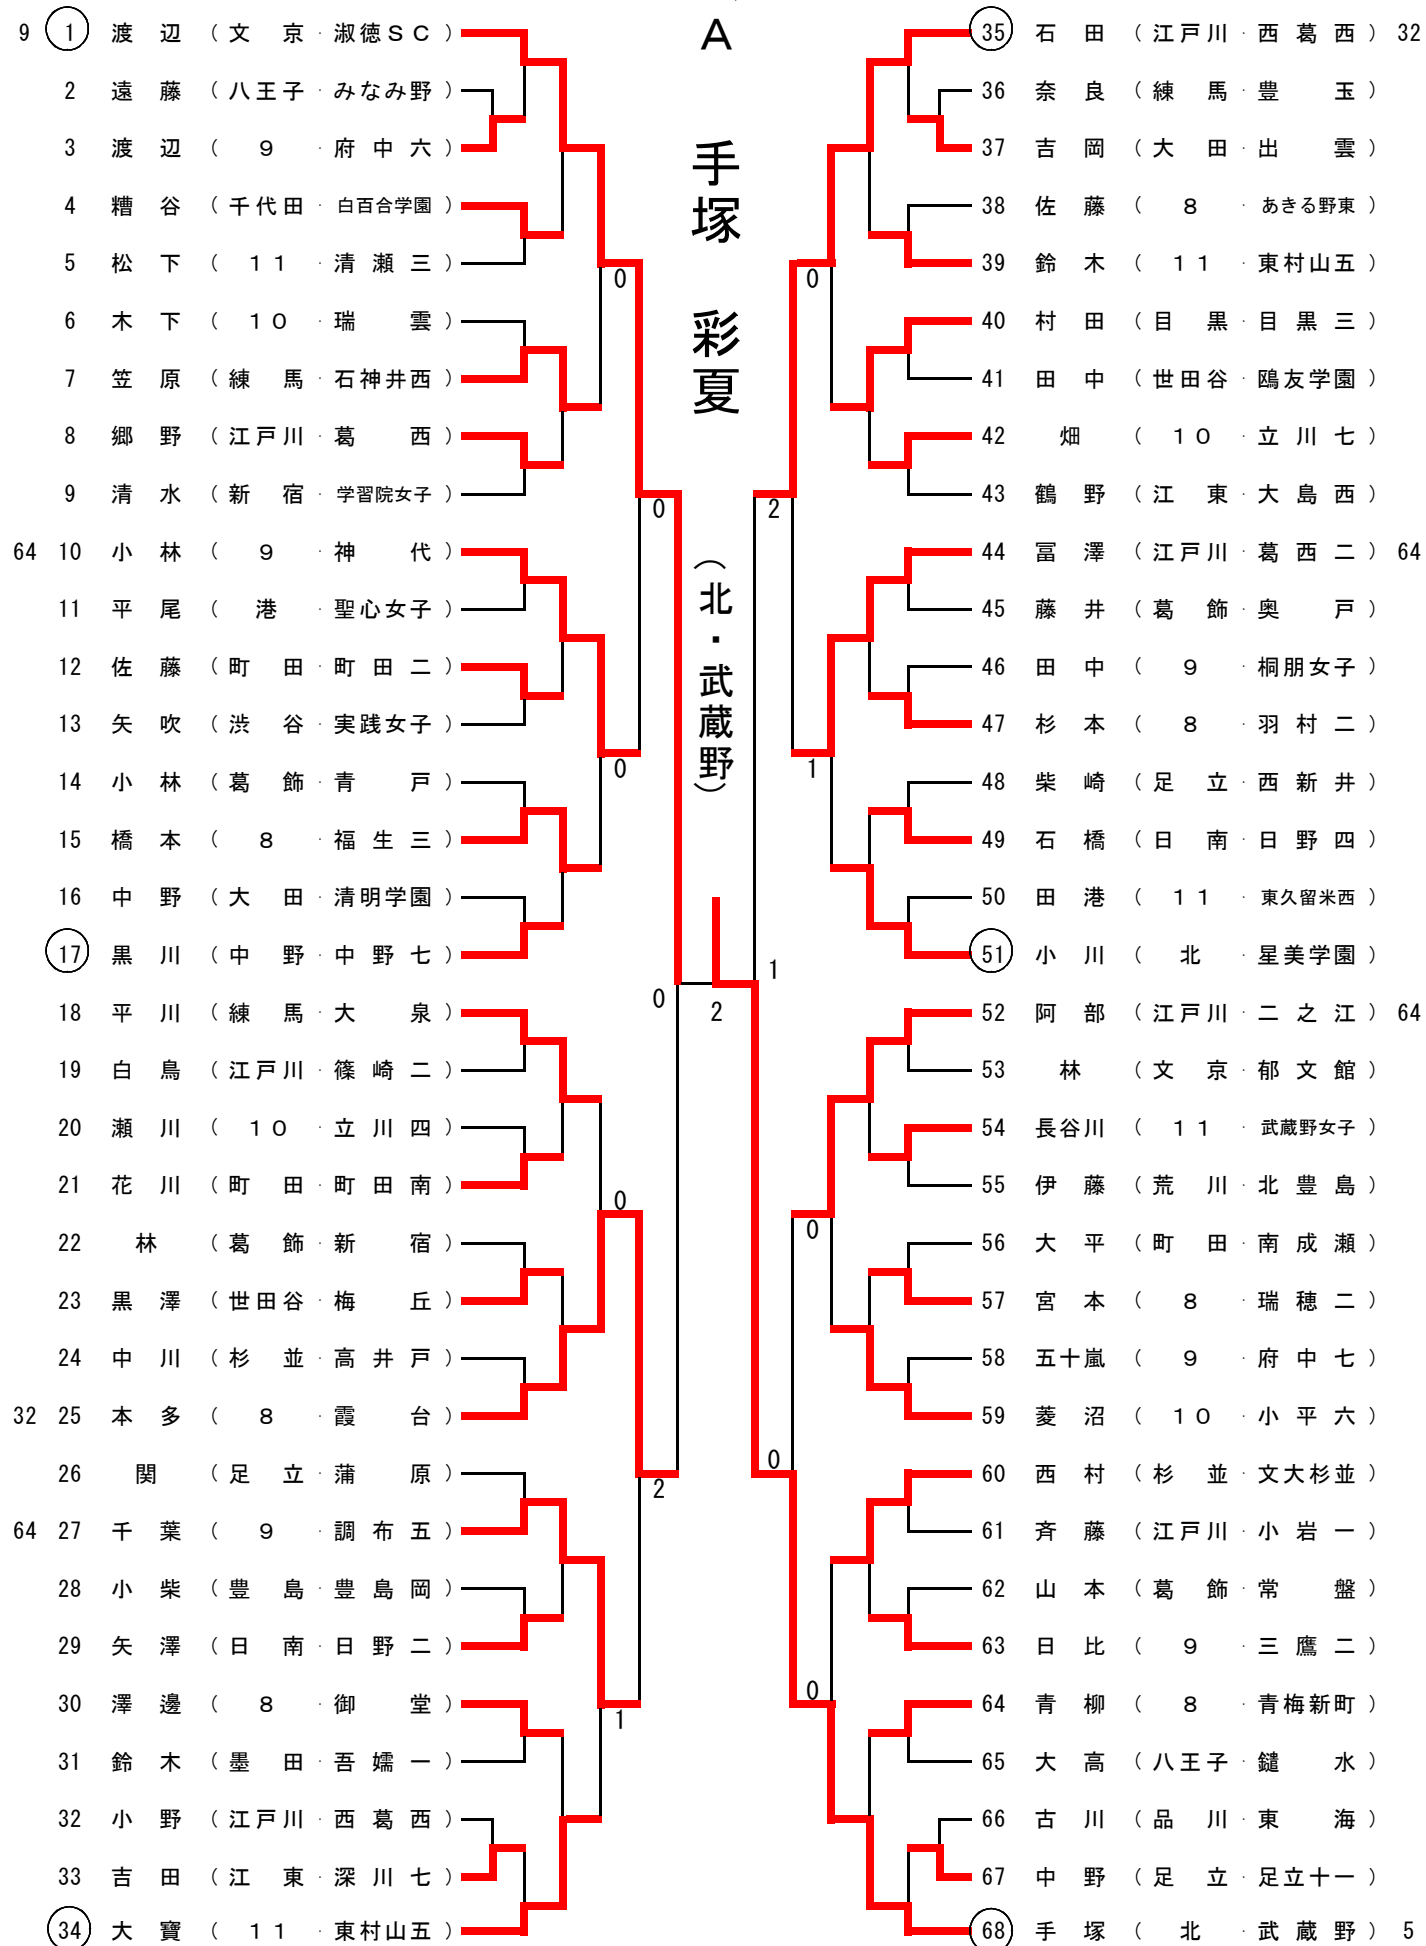 A
手塚 彩夏
（北・武蔵野）
9 1 渡辺 （文京・淑徳SC）
2 遠藤 （八王子・みなみ野）
3 渡辺 （9・府中六）
4 糟谷 （千代田・白百合学園）
5 松下 （11・清瀬三）
6 木下 （10・瑞雲）
7 笠原 （練馬・石神井西）
8 郷野 （江戸川・葛西）
9 清水 （新宿・学習院女子）
64 10 小林 （9・神代）
11 平尾 （港・聖心女子）
12 佐藤 （町田・町田二）
13 矢吹 （渋谷・実践女子）
14 小林 （葛飾・青戸）
15 橋本 （8・福生三）
16 中野 （大田・清明学園）
17 黒川 （中野・中野七）
18 平川 （練馬・大泉）
19 白鳥 （江戸川・篠崎二）
20 瀬川 （10・立川四）
21 花川 （町田・町田南）
22 林 （葛飾・新宿）
23 黒澤 （世田谷・梅丘）
24 中川 （杉並・高井戸）
32 25 本多 （8・霞台）
26 関 （足立・蒲原）
64 27 千葉 （9・調布五）
28 小柴 （豊島・豊島岡）
29 矢澤 （日南・日野二）
30 澤邊 （8・御堂）
31 鈴木 （墨田・吾嬬一）
32 小野 （江戸川・西葛西）
33 吉田 （江東・深川七）
34 大寶 （11・東村山五）
0
0
0
0
0
2
1
2
35 石田 （江戸川・西葛西） 32
36 奈良 （練馬・豊玉）
37 吉岡 （大田・出雲）
38 佐藤 （8・あきる野東）
39 鈴木 （11・東村山五）
40 村田 （目黒・目黒三）
41 田中 （世田谷・鴎友学園）
42 畑 （10・立川七）
43 鶴野 （江東・大島西）
44 冨澤 （江戸川・葛西二） 64
45 藤井 （葛飾・奥戸）
46 田中 （9・桐朋女子）
47 杉本 （8・羽村二）
48 柴崎 （足立・西新井）
49 石橋 （日南・日野四）
50 田港 （11・東久留米西）
51 小川 （北・星美学園）
52 阿部 （江戸川・二之江） 64
53 林 （文京・郁文館）
54 長谷川 （11・武蔵野女子）
55 伊藤 （荒川・北豊島）
56 大平 （町田・南成瀬）
57 宮本 （8・瑞穂二）
58 五十嵐 （9・府中七）
59 菱沼 （10・小平六）
60 西村 （杉並・文大杉並）
61 斉藤 （江戸川・小岩一）
62 山本 （葛飾・常盤）
63 日比 （9・三鷹二）
64 青柳 （8・青梅新町）
65 大高 （八王子・鑓水）
66 古川 （品川・東海）
67 中野 （足立・足立十一）
68 手塚 （北・武蔵野） 5
0
2
1
1
0
0
0